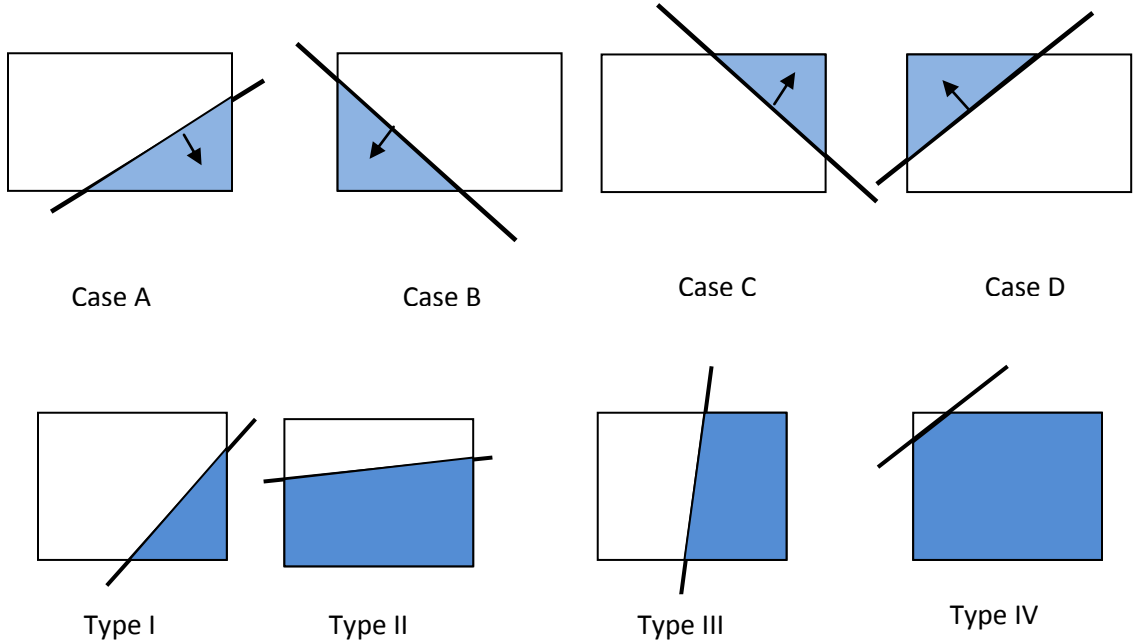 Case A
Case B
Case C
Case D
Type I
Type II
Type III
Type IV